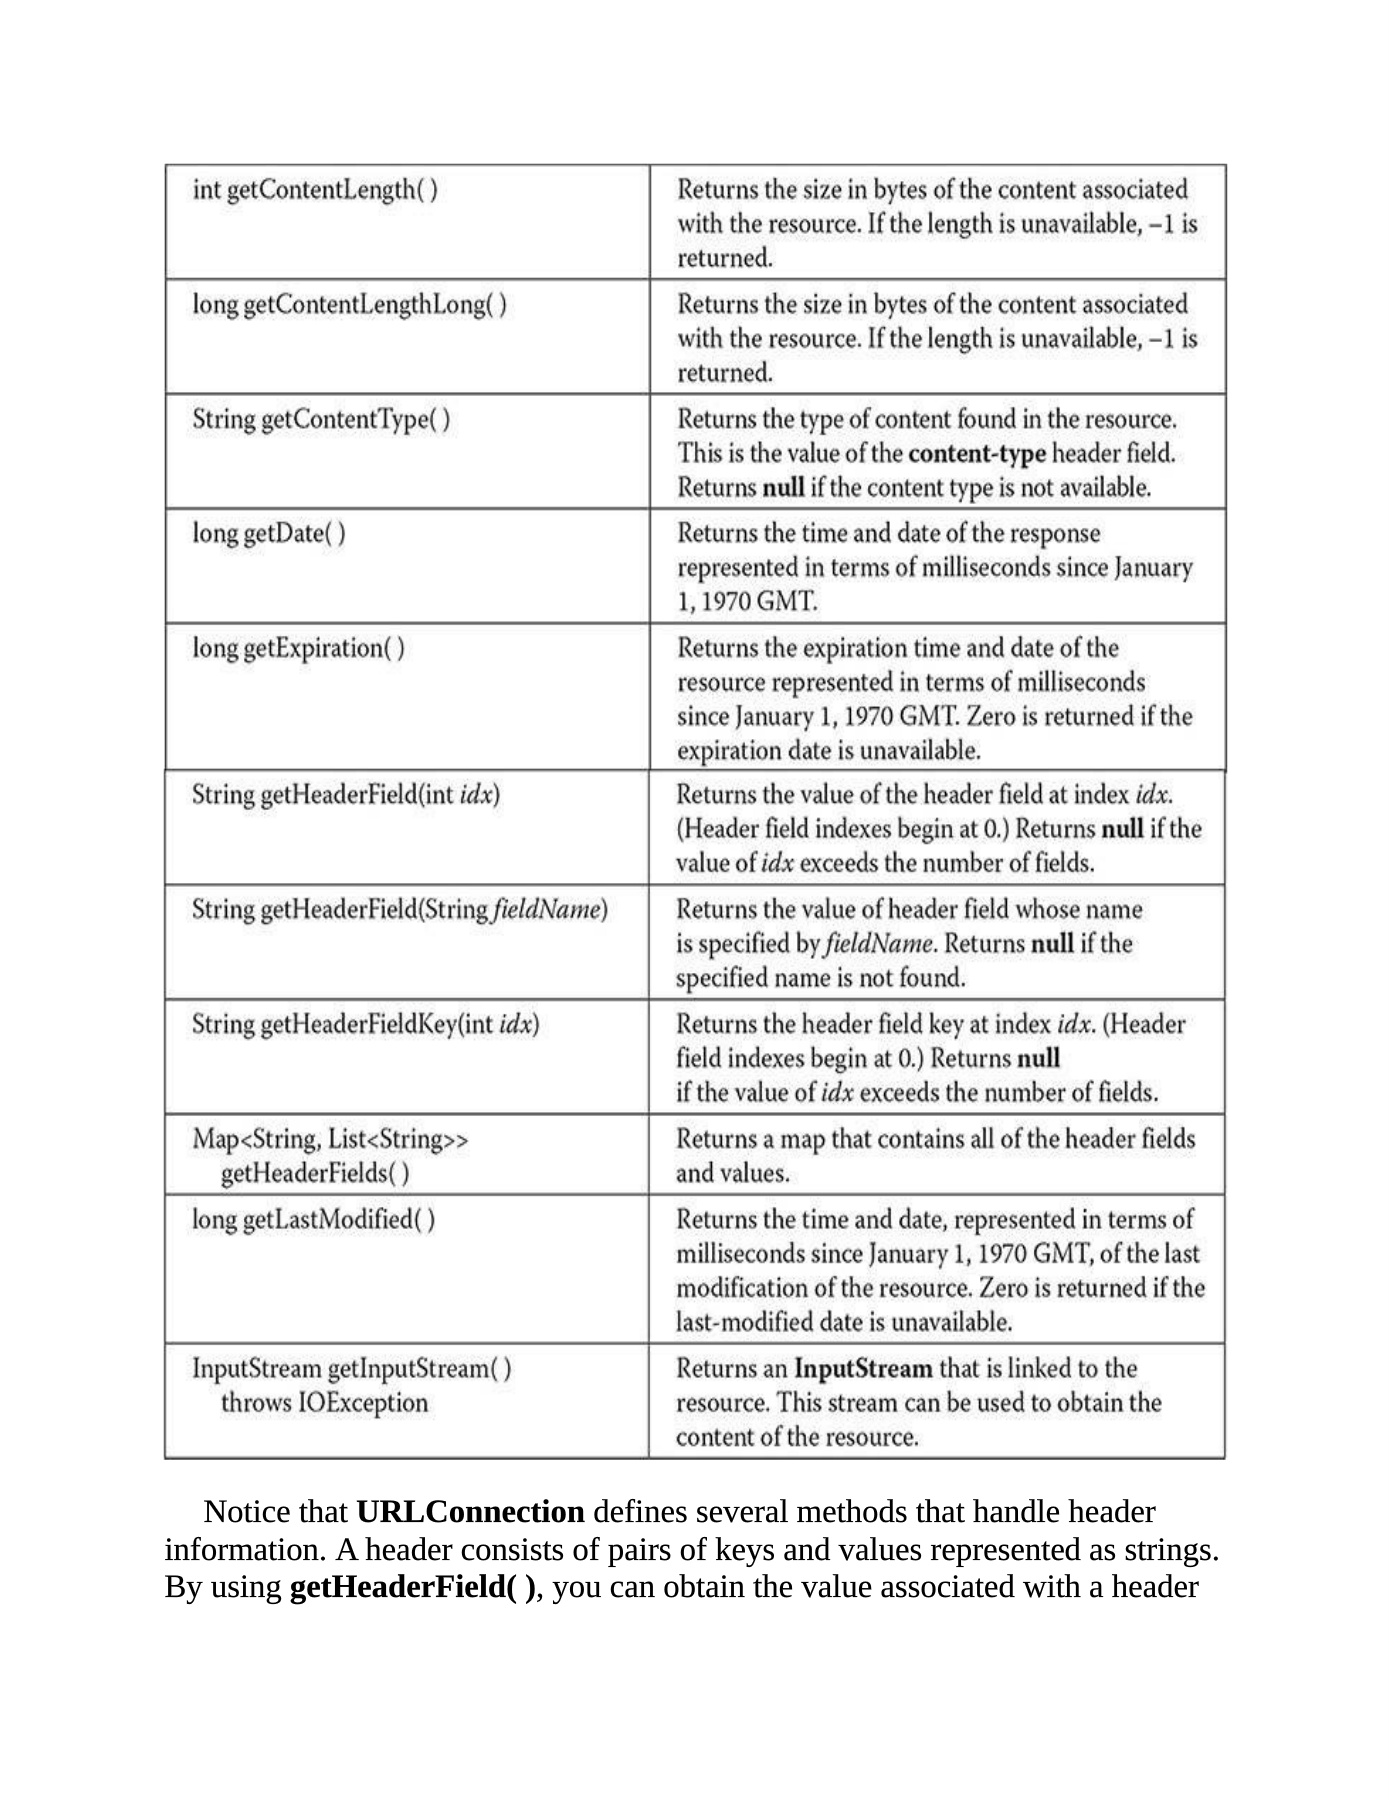 int getContentLength( )
Returns the size in bytes of the content associated
with the resource. If the length is unavailable, –1 is
returned.
long getContentLengthLong( )
Returns the size in bytes of the content associated
with the resource. If the length is unavailable, –1 is
returned.
String getContentType( )
Returns the type of content found in the resource.
This is the value of the content-type header field.
Returns null if the content type is not available.
long getDate( )
Returns the time and date of the response
represented in terms of milliseconds since January
1, 1970 GMT.
long getExpiration( )
Returns the expiration time and date of the
resource represented in terms of milliseconds
since January 1, 1970 GMT. Zero is returned if the
expiration date is unavailable.
String getHeaderField(int idx)
Returns the value of the header field at index idx.
(Header field indexes begin at 0.) Returns null if the
value of idx exceeds the number of fields.
String getHeaderField(String fieldName)
Returns the value of header field whose name
is specified by fieldName. Returns null if the
specified name is not found.
String getHeaderFieldKey(int idx)
Returns the header field key at index idx. (Header
field indexes begin at 0.) Returns null
if the value of idx exceeds the number of fields.
Map<String, List<String>>
getHeaderFields( )
Returns a map that contains all of the header fields
and values.
long getLastModified( )
Returns the time and date, represented in terms of
milliseconds since January 1, 1970 GMT, of the last
modification of the resource. Zero is returned if the
last-modified date is unavailable.
InputStream getInputStream( )
throws IOException
Returns an InputStream that is linked to the
resource. This stream can be used to obtain the
content of the resource.
Notice that URLConnection defines several methods that handle header
information. A header consists of pairs of keys and values represented as strings.
By using getHeaderField( ), you can obtain the value associated with a header